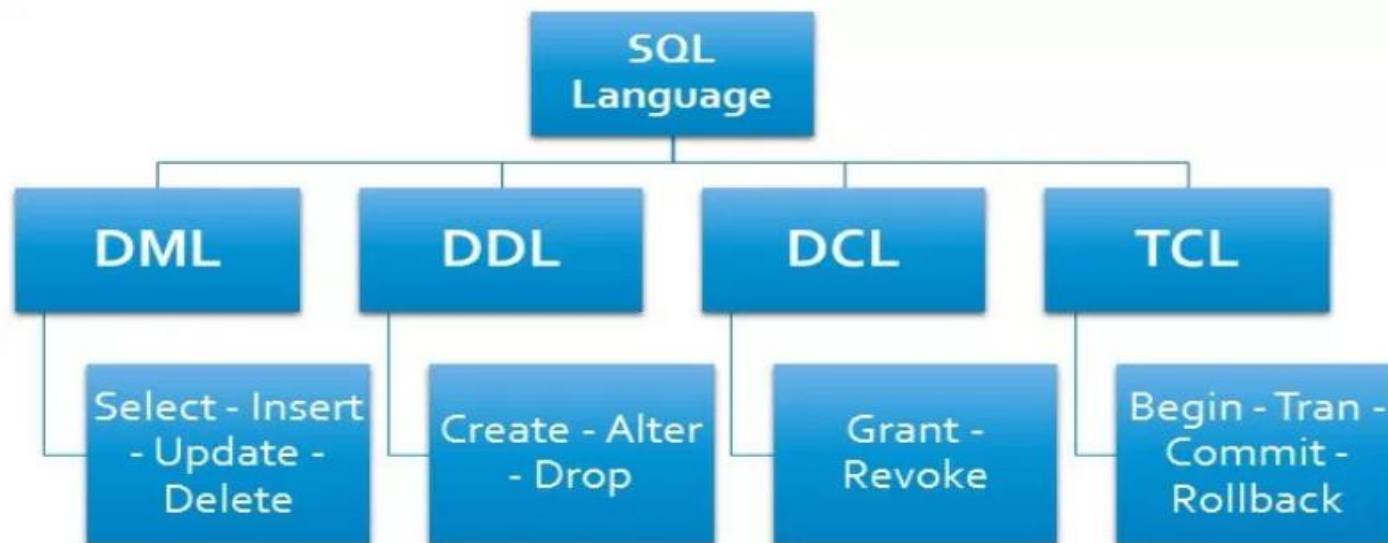 SQL
Language
DML
DDL
DCL
TCL
Select - Insert
- Update -
Delete
Create - Alter
- Drop
Grant -
Revoke
Begin - Tran -
Commit -
Rollback